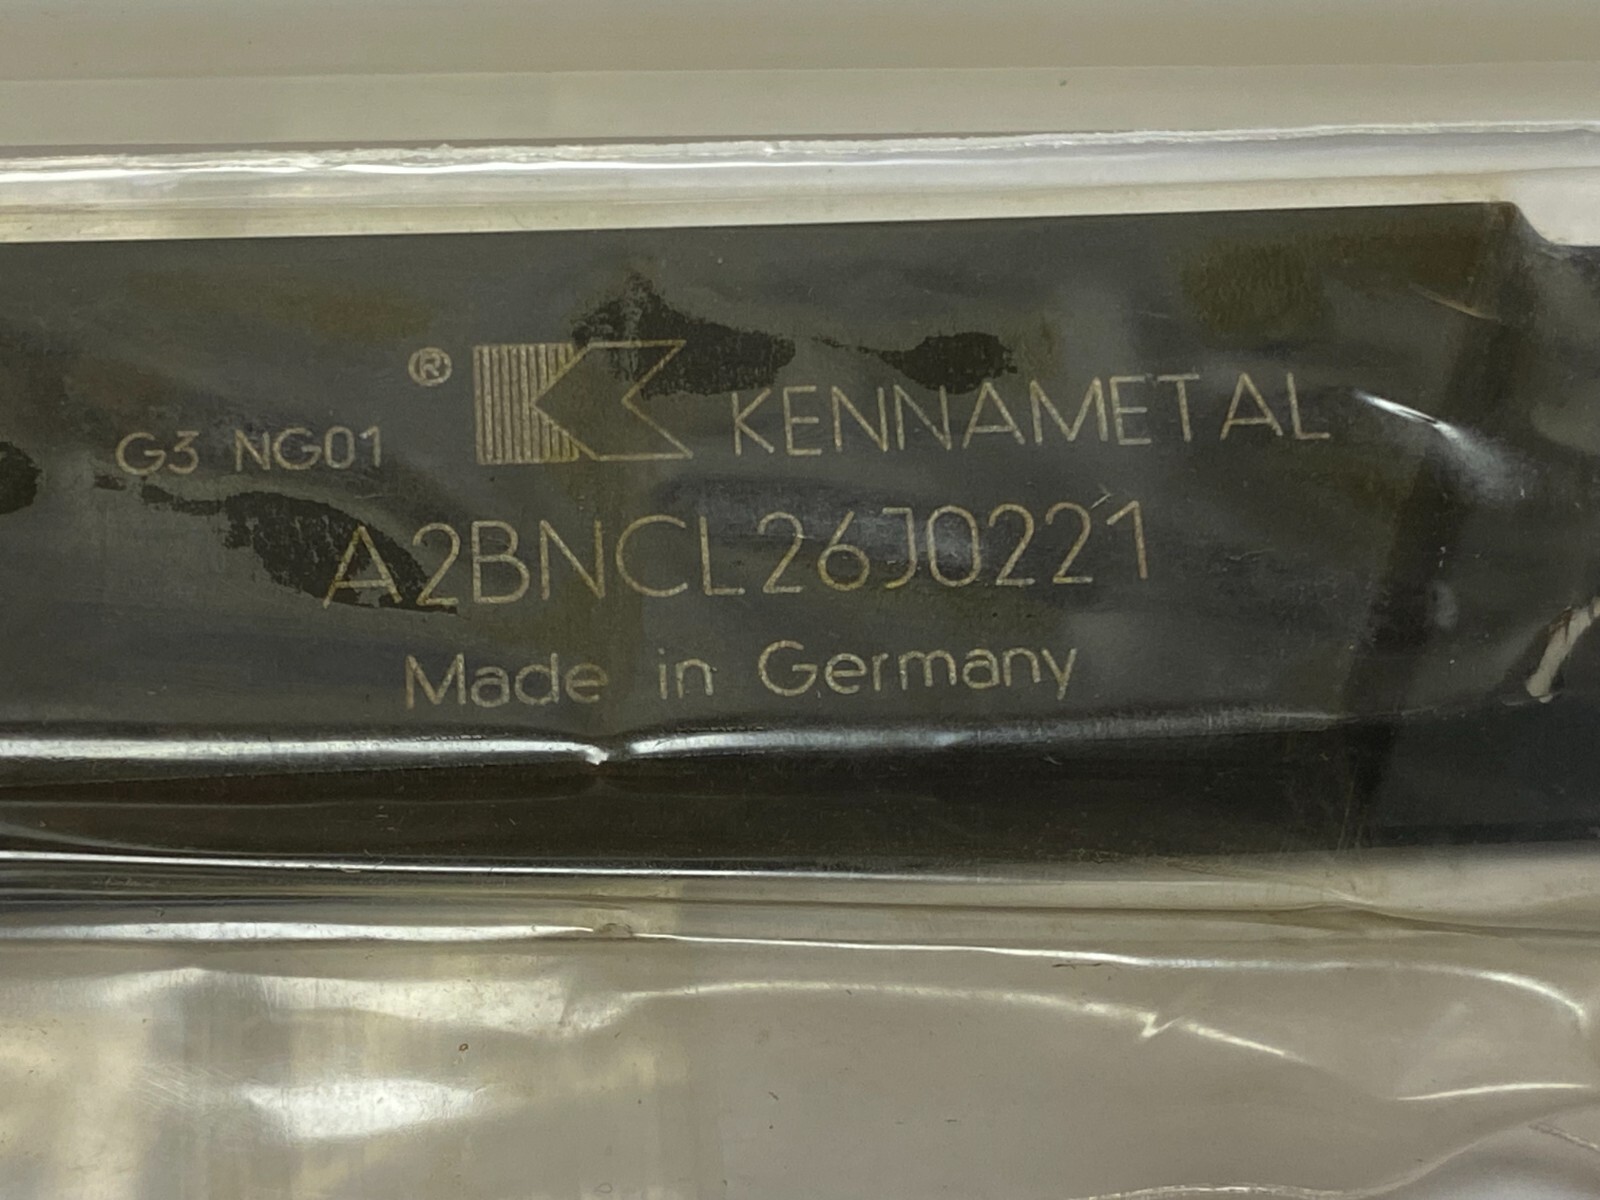 ® KENNAMETAL
G3 NG01
A2BNCL26J0221
Made in Germany